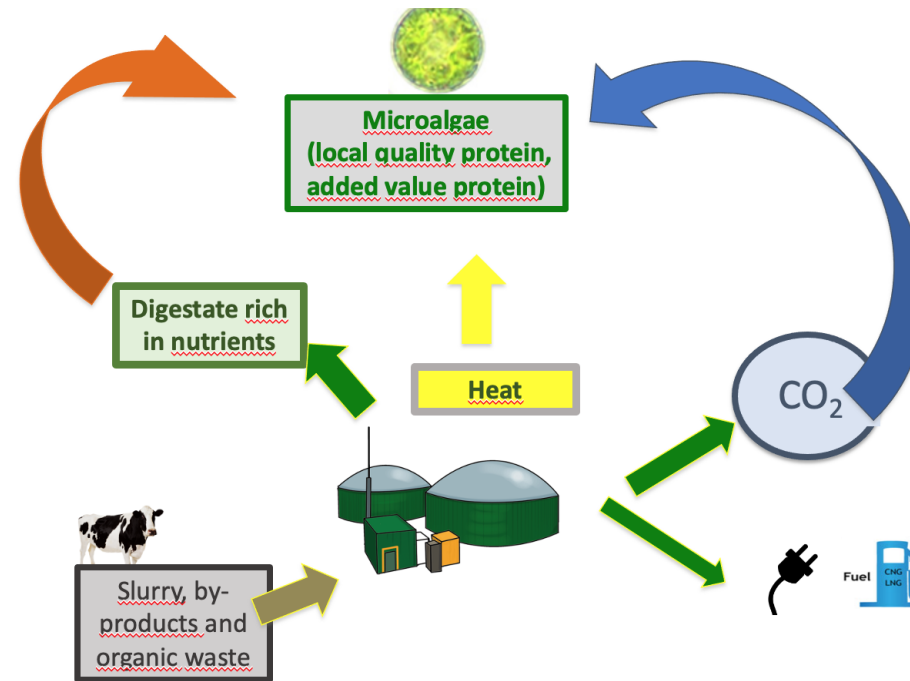 Microalgae
(local quality protein,
added value protein)
Digestate rich
in nutrients
Heat
CO₂
Slurry, by-
products and
organic waste
Fuel
CNG
LNG